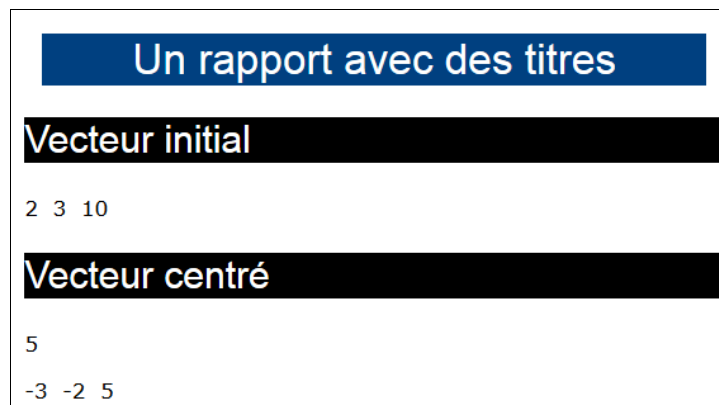 Un rapport avec des titres
Vecteur initial
2 3 10
Vecteur centré
5
-3 -2 5